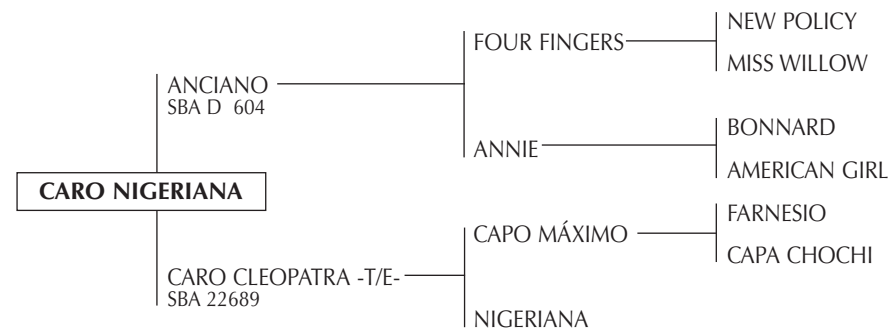 NEW POLICY
FOUR FINGERS
MISS WILLOW
ANCIANO
SBA D 604
BONNARD
ANNIE
AMERICAN GIRL
CARO NIGERIANA
FARNESIO
CAPO MÁXIMO
CAPA CHOCHI
CARO CLEOPATRA -T/E-
SBA 22689
NIGERIANA